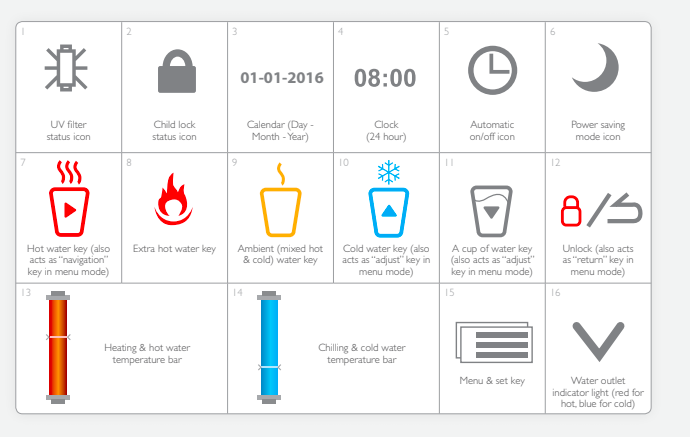 1
UV filter
status icon
2
Child lock
status icon
3
01-01-2016
Calendar (Day -
Month - Year)
4
08:00
Clock
(24 hour)
5
Automatic
on/off icon
6
Power saving
mode icon
7
Hot water key (also
acts as “navigation”
key in menu mode)
8
Extra hot water key
9
Ambient (mixed hot
& cold) water key
10
Cold water key (also
acts as “adjust” key in
menu mode)
11
A cup of water key
(also acts as “adjust”
key in menu mode)
12
Unlock (also acts
as “return” key in
menu mode)
13
Heating & hot water
temperature bar
14
Chilling & cold water
temperature bar
15
Menu & set key
16
Water outlet
indicator light (red for
hot, blue for cold)